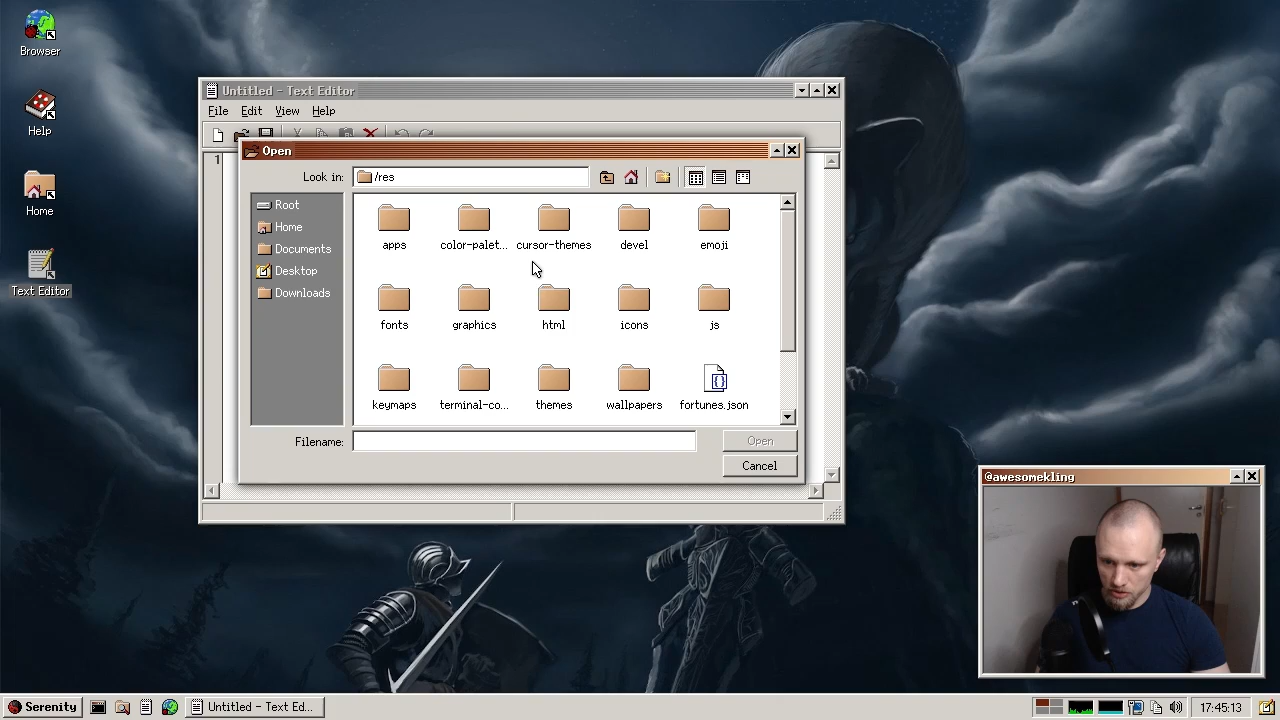 Browser
Help
Home
Text Editor
Untitled - Text Editor
File Edit View Help
1
Open
Look in: /res
Root
Home
Documents
Desktop
Downloads
apps color-palet... cursor-themes devel emoji
fonts graphics html icons js
keymaps terminal-co... themes wallpapers fortunes.json
{}
Filename:
Open
Cancel
@awesomekling
Serenity
Untitled - Text Ed...
17:45:13